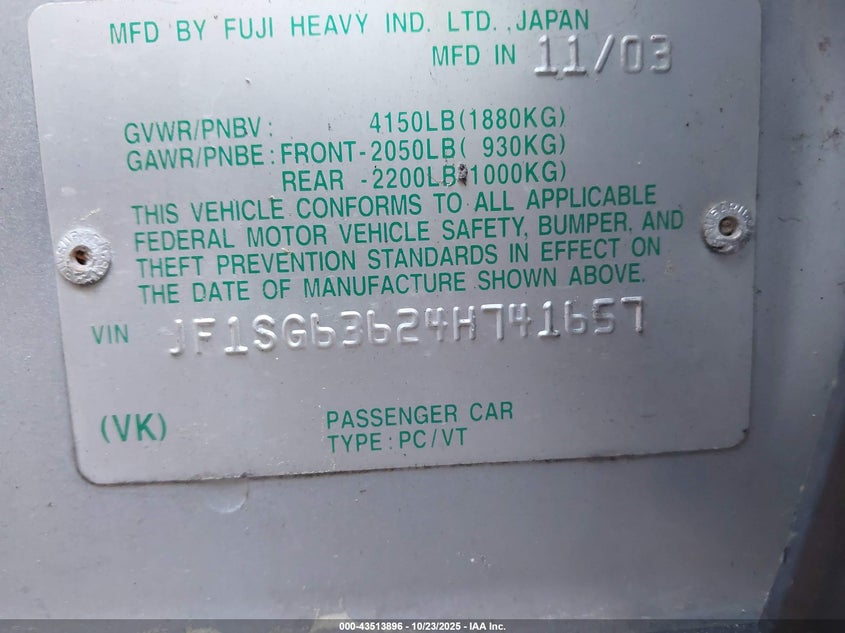 MFD BY FUJI HEAVY IND. LTD., JAPAN
MFD IN 11/03
GVWR/PNBV: 4150LB(1880KG)
GAWR/PNBE: FRONT-2050LB( 930KG)
REAR -2200LB(1000KG)
THIS VEHICLE CONFORMS TO ALL APPLICABLE
FEDERAL MOTOR VEHICLE SAFETY, BUMPER, AND
THEFT PREVENTION STANDARDS IN EFFECT ON
THE DATE OF MANUFACTURE SHOWN ABOVE.
VIN JF1SG63624H741657
(VK)
PASSENGER CAR
TYPE: PC/VT
000-43513896 - 10/23/2025 - IAA Inc.